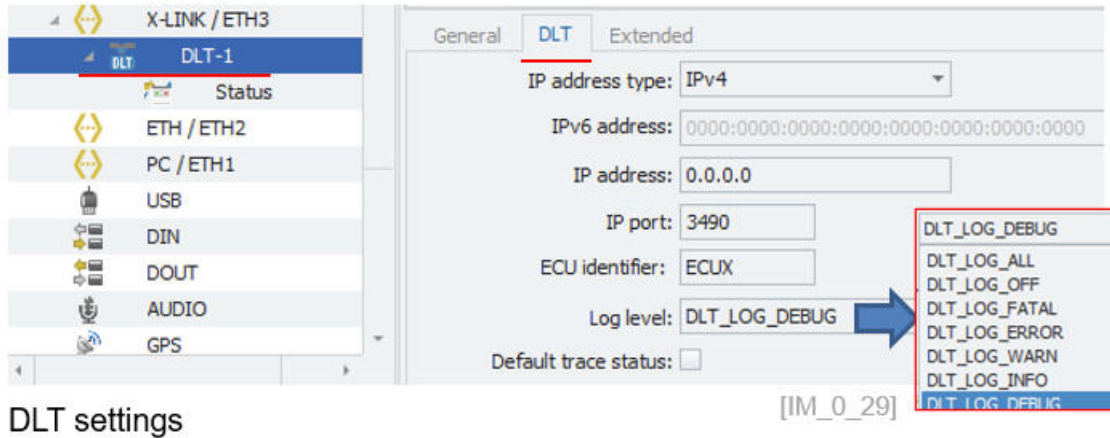 X-LINK / ETH3
DLT
DLT-1
Status
ETH / ETH2
PC / ETH1
USB
DIN
DOUT
AUDIO
GPS
General DLT Extended
IP address type: IPv4
IPv6 address: 0000:0000:0000:0000:0000:0000:0000
IP address: 0.0.0.0
IP port: 3490
ECU identifier: ECUX
Log level: DLT_LOG_DEBUG
Default trace status:
DLT_LOG_DEBUG
DLT_LOG_ALL
DLT_LOG_OFF
DLT_LOG_FATAL
DLT_LOG_ERROR
DLT_LOG_WARN
DLT_LOG_INFO
DLT_LOG_DEBUG
[IM_0_29]
DLT settings